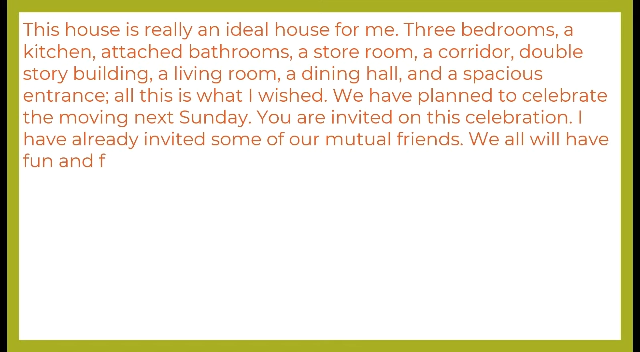 This house is really an ideal house for me. Three bedrooms, a
kitchen, attached bathrooms, a store room, a corridor, double
story building, a living room, a dining hall, and a spacious
entrance; all this is what I wished. We have planned to celebrate
the moving next Sunday. You are invited on this celebration. I
have already invited some of our mutual friends. We all will have
fun and f